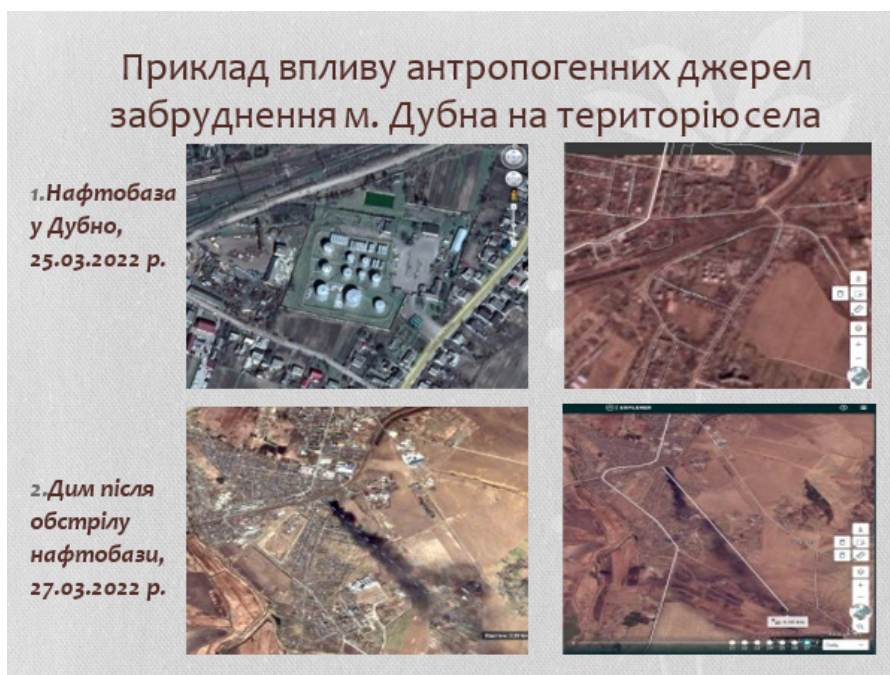 Приклад впливу антропогенних джерел
забруднення м. Дубна на територію села
1.Нафтобаза
у Дубно,
25.03.2022 р.
2.Дим після
обстрілу
нафтобази,
27.03.2022 р.